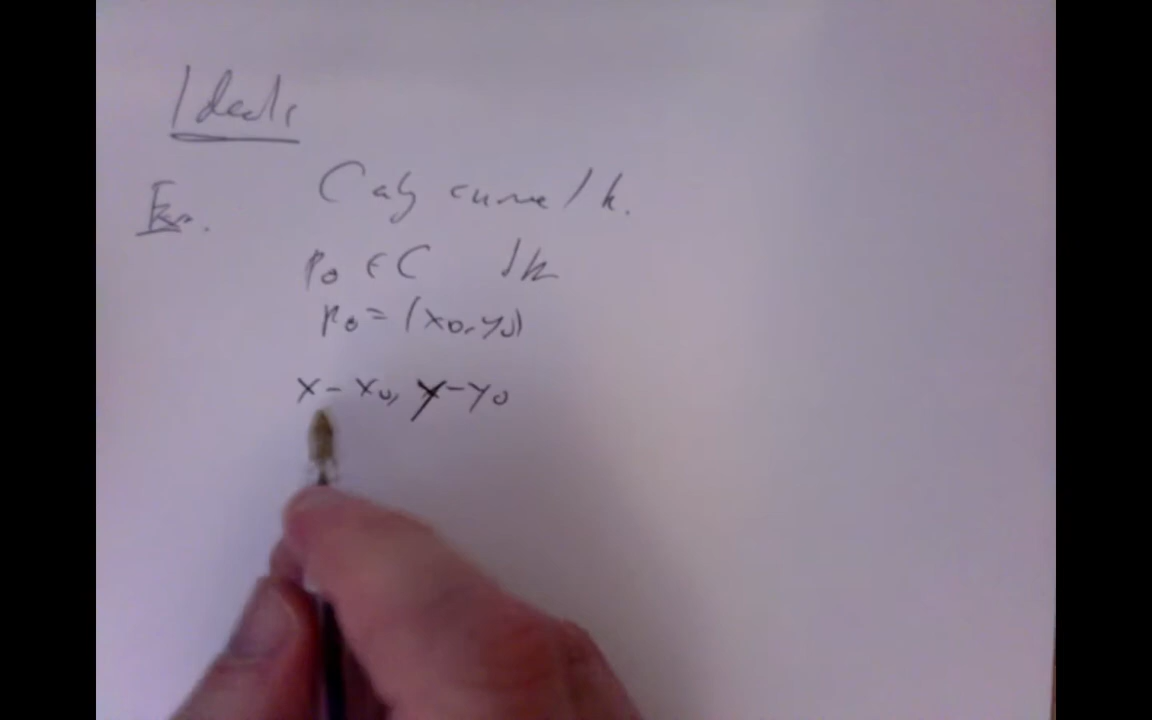 Ideals
Ex. C alg curve / k.
p₀ ∈ C / k
p₀ = (x₀, y₀)
x - x₀, y - y₀